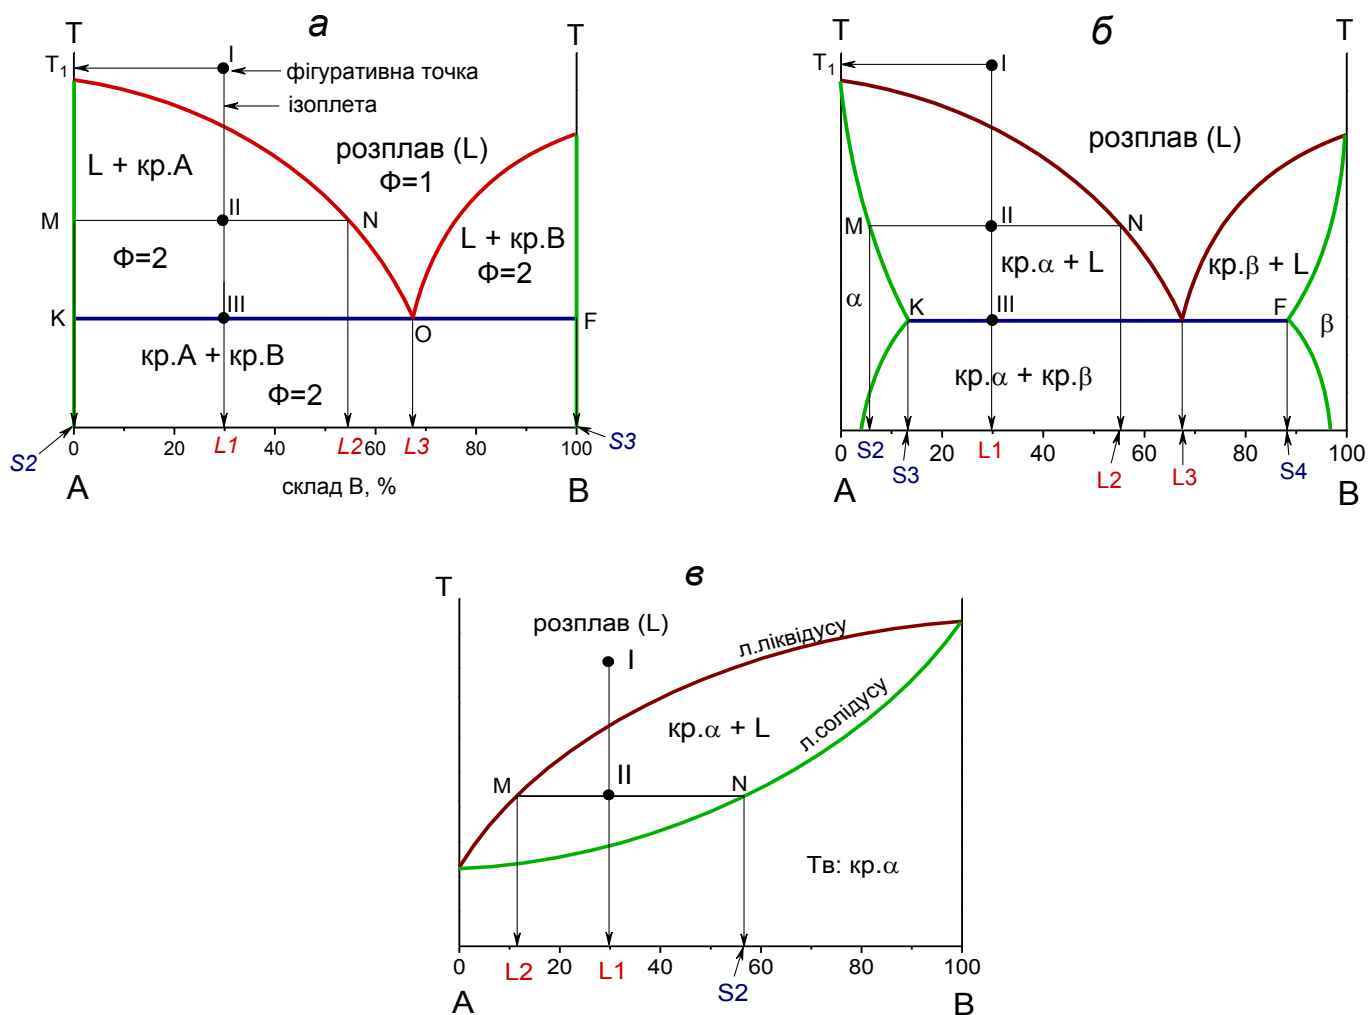 а
T
T
T1
I
фігуративна точка
ізоплета
розплав (L)
Ф=1
L + кр.A
M
II
N
L + кр.B
Ф=2
Ф=2
K
III
O
F
кр.A + кр.B
Ф=2
S2
0
20
L1
40
L2
60
L3
80
100
S3
A
склад B, %
B
б
T
T
T1
I
розплав (L)
M
II
N
кр.α + L
кр.β + L
α
K
III
F
β
кр.α + кр.β
0
S2
S3
20
L1
40
L2
60
L3
80
S4
100
A
B
в
T
розплав (L)
I
л.ліквідусу
кр.α + L
л.солідусу
M
II
N
Тв: кр.α
0
L2
20
L1
40
S2
60
80
100
A
B